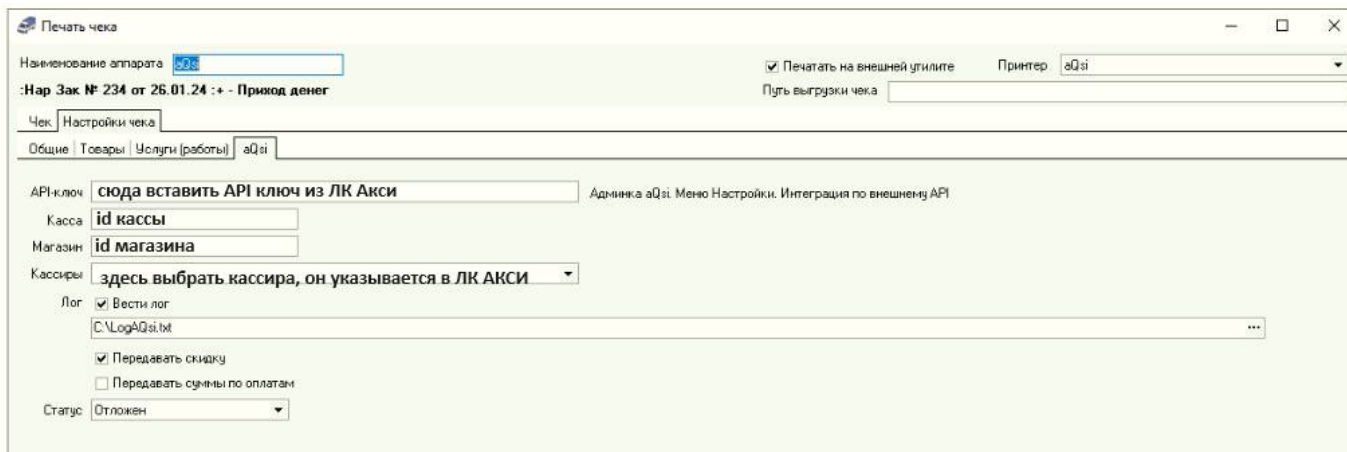 Печать чека
Наименование аппарата aQsi
Печатать на внешней утилите Принтер aQsi
:Нар Зак № 234 от 26.01.24 :+ - Приход денег
Путь выгрузки чека
Чек Настройки чека
Общие Товары Услуги (работы) aQsi
API-ключ сюда вставить API ключ из ЛК Акси Админка aQsi. Меню Настройки. Интеграция по внешнему API
Касса id кассы
Магазин id магазина
Кассиры здесь выбрать кассира, он указывается в ЛК АКСИ
Лог Вести лог
C:\LogAQsi.txt ...
Передавать скидку
Передавать суммы по оплатам
Статус Отложен